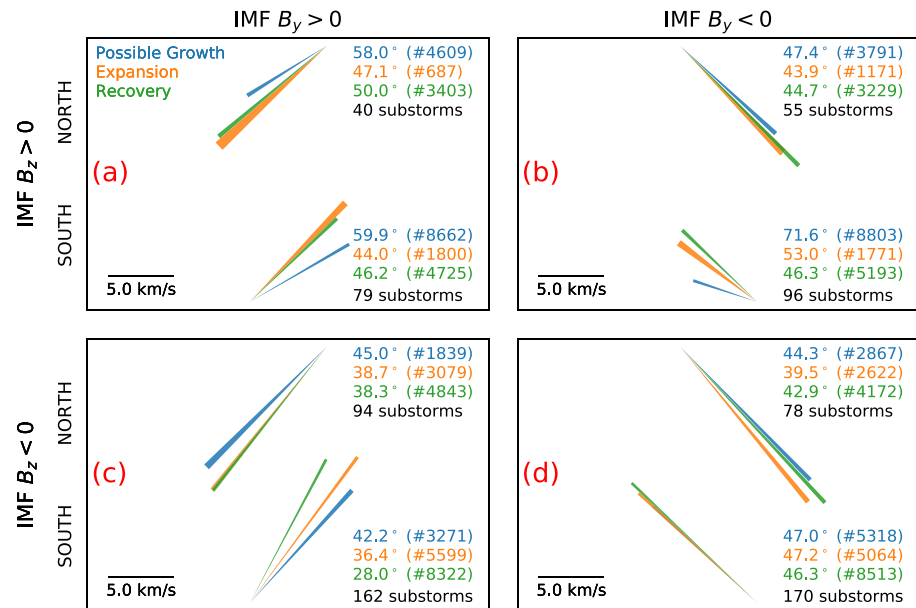 IMF B_y > 0
IMF B_y < 0
IMF B_z > 0
NORTH
SOUTH
Possible Growth
Expansion
Recovery
58.0° (#4609)
47.1° (#687)
50.0° (#3403)
40 substorms
(a)
59.9° (#8662)
44.0° (#1800)
46.2° (#4725)
79 substorms
5.0 km/s
47.4° (#3791)
43.9° (#1171)
44.7° (#3229)
55 substorms
(b)
71.6° (#8803)
53.0° (#1771)
46.3° (#5193)
96 substorms
5.0 km/s
IMF B_z < 0
NORTH
SOUTH
45.0° (#1839)
38.7° (#3079)
38.3° (#4843)
94 substorms
(c)
42.2° (#3271)
36.4° (#5599)
28.0° (#8322)
162 substorms
5.0 km/s
44.3° (#2867)
39.5° (#2622)
42.9° (#4172)
78 substorms
(d)
47.0° (#5318)
47.2° (#5064)
46.3° (#8513)
170 substorms
5.0 km/s